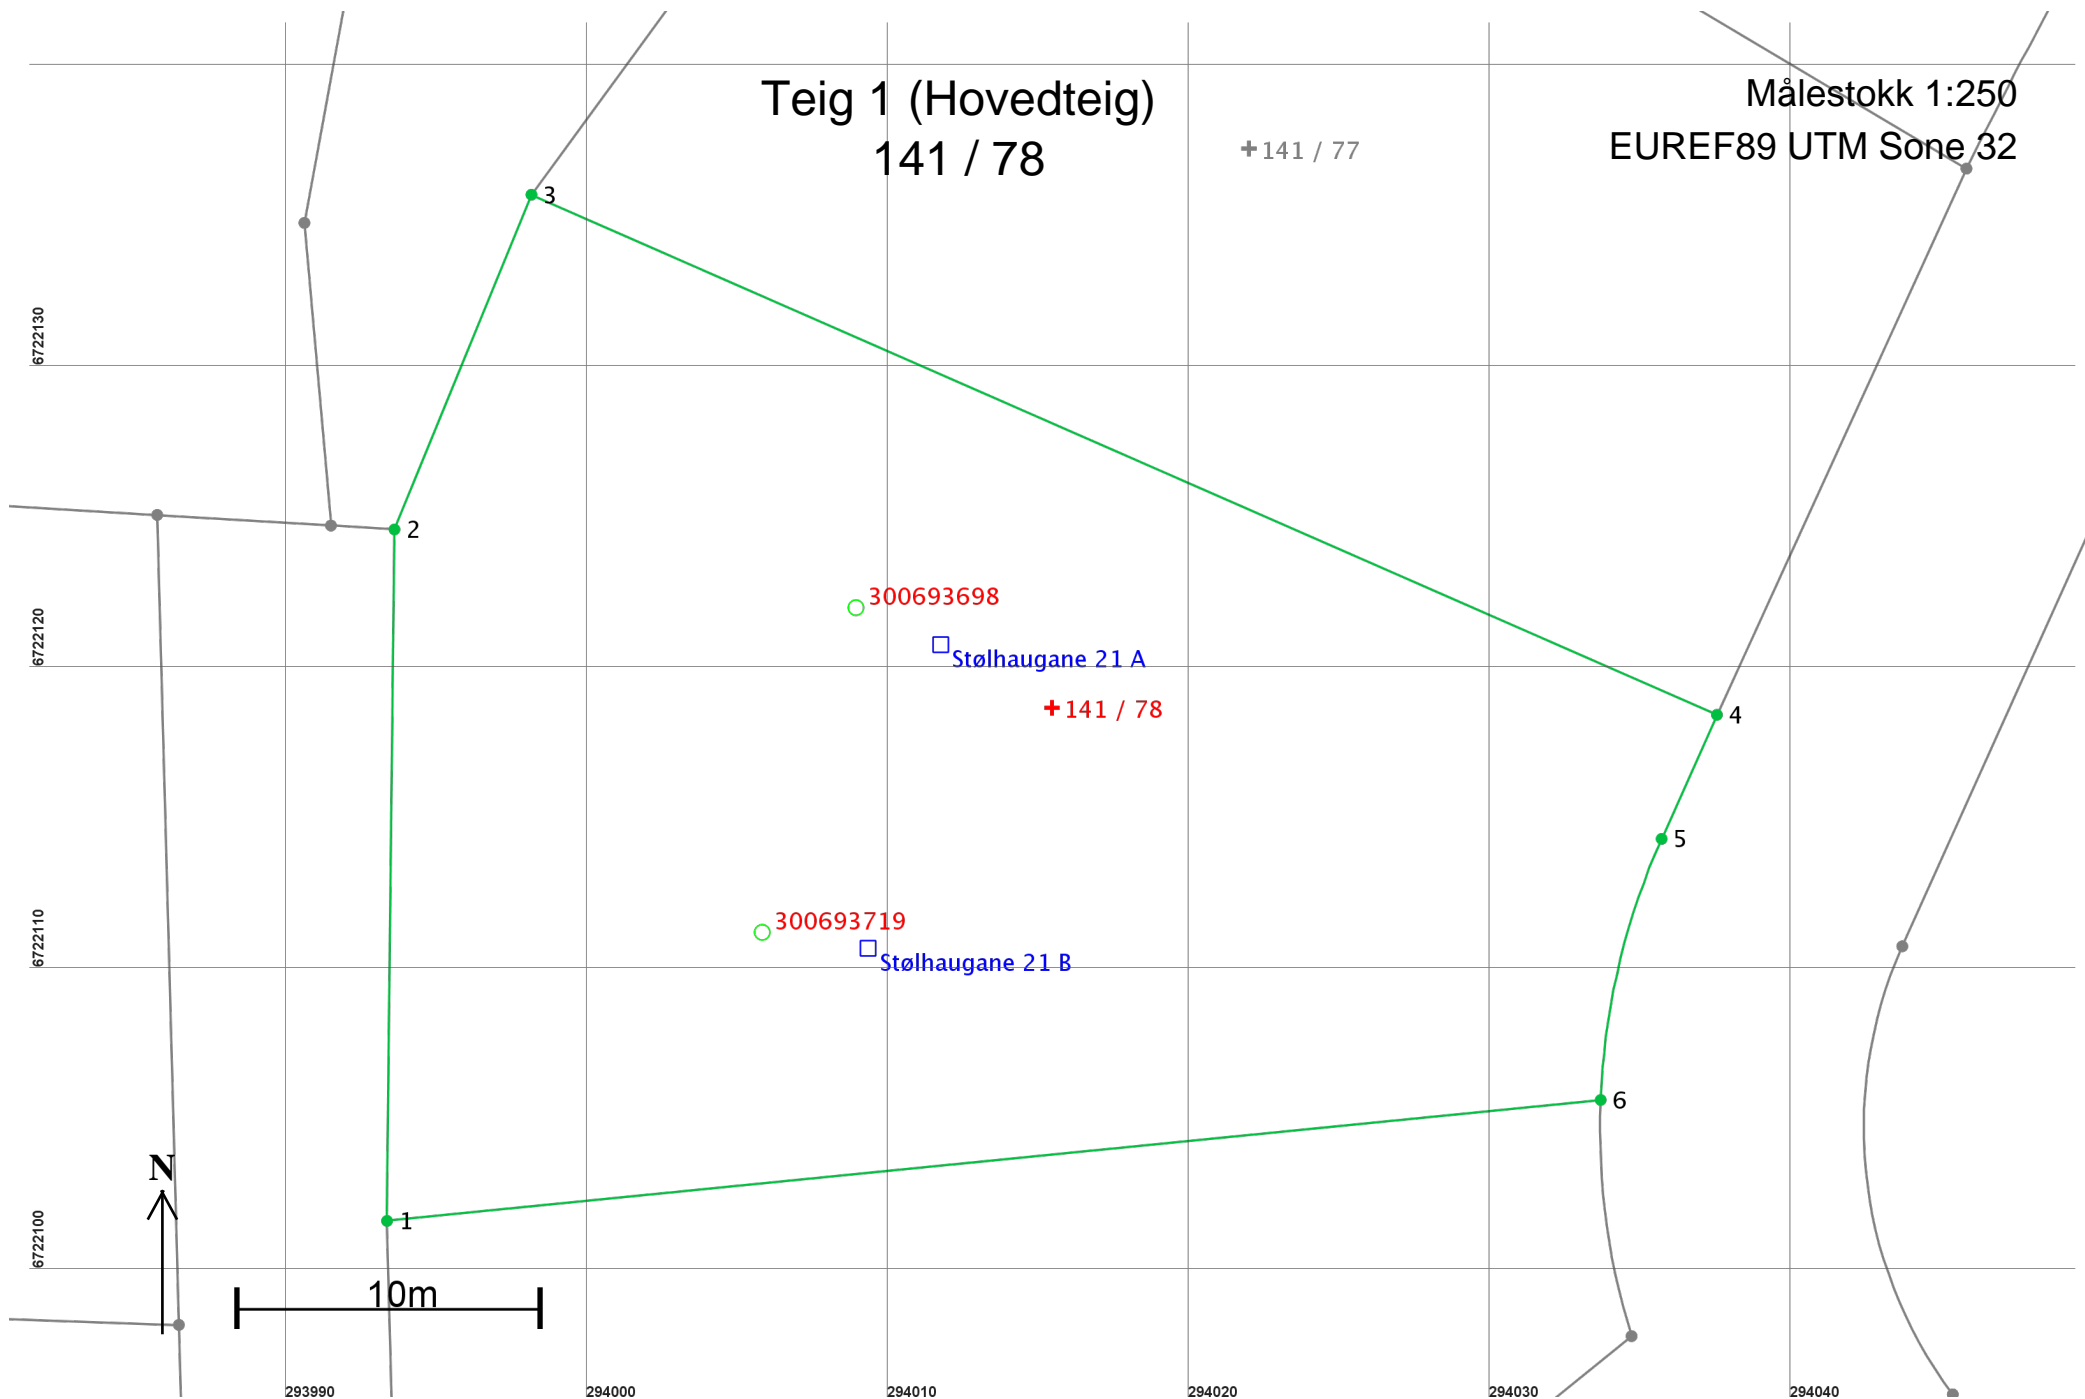 Teig 1 (Hovedteig)
141 / 78
Målestokk 1:250
EUREF89 UTM Sone 32
141 / 77
3
6722130
2
300693698
6722120
Stølhaugane 21 A
141 / 78
4
5
300693719
6722110
Stølhaugane 21 B
6
N
1
6722100
10m
293990
294000
294010
294020
294030
294040